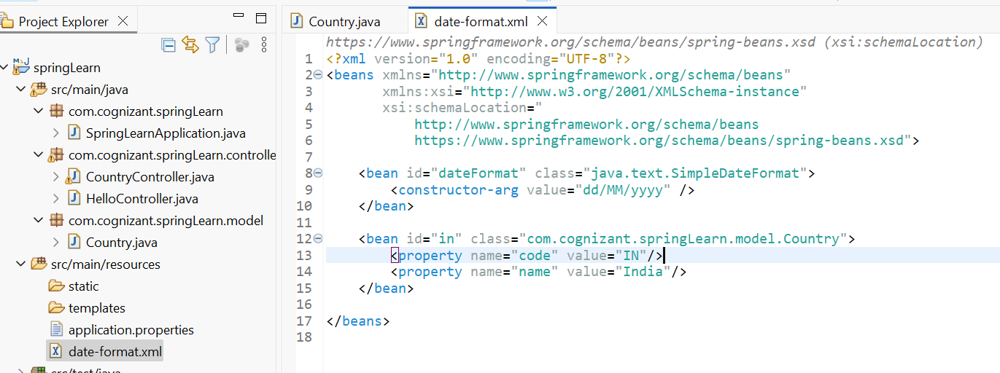 Project Explorer
springLearn
src/main/java
com.cognizant.springLearn
SpringLearnApplication.java
com.cognizant.springLearn.controlle
CountryController.java
HelloController.java
com.cognizant.springLearn.model
Country.java
src/main/resources
static
templates
application.properties
date-format.xml
src/test/java
Country.java
date-format.xml
https://www.springframework.org/schema/beans/spring-beans.xsd (xsi:schemaLocation)
1 <?xml version="1.0" encoding="UTF-8"?>
2 <beans xmlns="http://www.springframework.org/schema/beans"
3 xmlns:xsi="http://www.w3.org/2001/XMLSchema-instance"
4 xsi:schemaLocation="
5 http://www.springframework.org/schema/beans
6 https://www.springframework.org/schema/beans/spring-beans.xsd">
7
8 <bean id="dateFormat" class="java.text.SimpleDateFormat">
9 <constructor-arg value="dd/MM/yyyy" />
10 </bean>
11
12 <bean id="in" class="com.cognizant.springLearn.model.Country">
13 <property name="code" value="IN"/>
14 <property name="name" value="India"/>
15 </bean>
16
17 </beans>
18